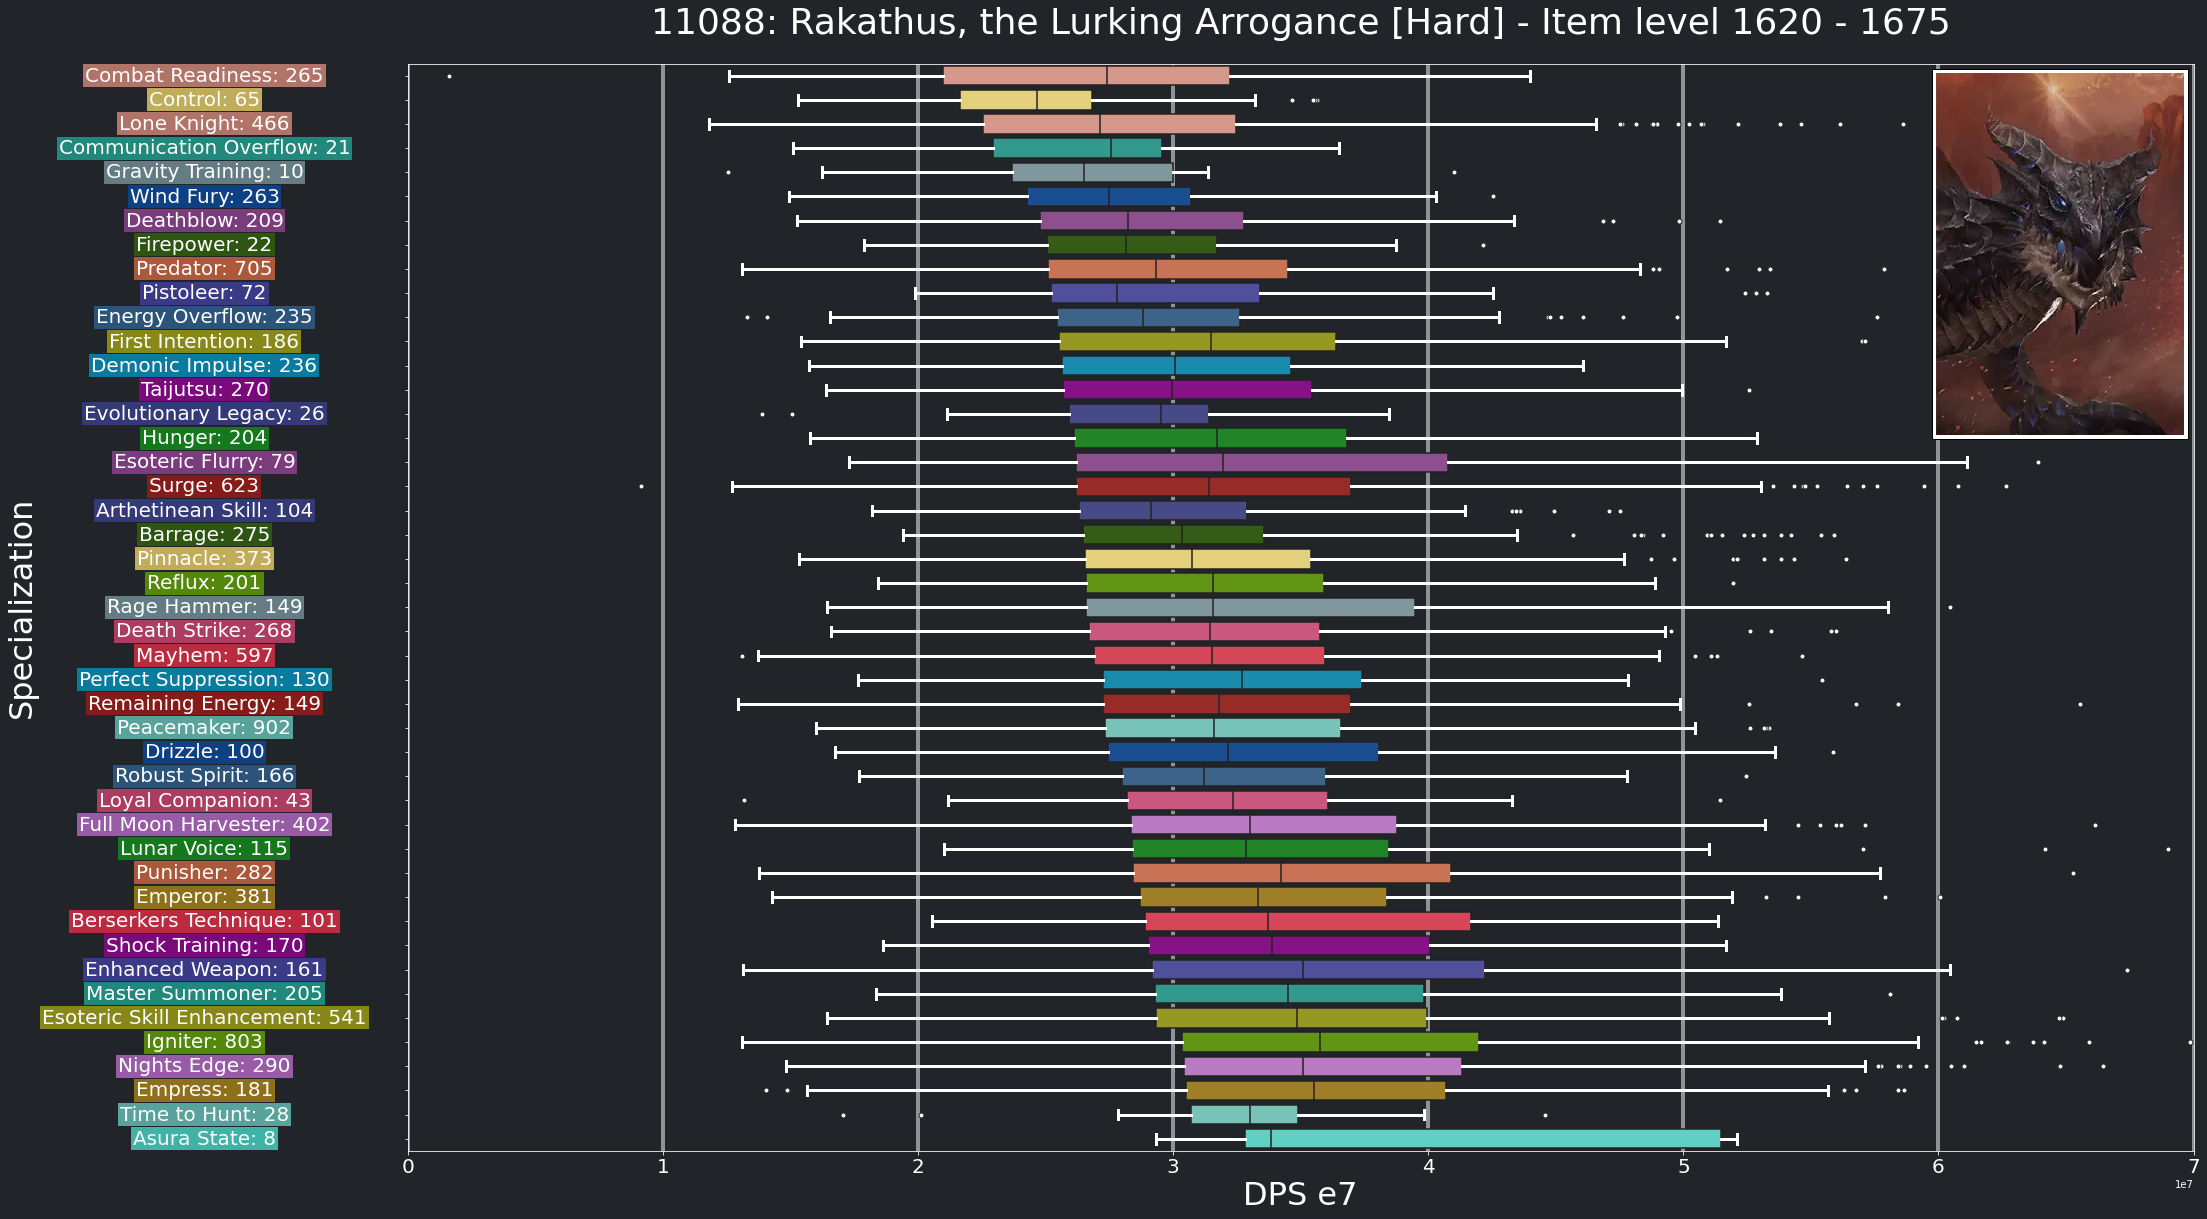 11088: Rakathus, the Lurking Arrogance [Hard] - Item level 1620 - 1675
Combat Readiness: 265
Control: 65
Lone Knight: 466
Communication Overflow: 21
Gravity Training: 10
Wind Fury: 263
Deathblow: 209
Firepower: 22
Predator: 705
Pistoleer: 72
Energy Overflow: 235
First Intention: 186
Demonic Impulse: 236
Taijutsu: 270
Evolutionary Legacy: 26
Hunger: 204
Esoteric Flurry: 79
Surge: 623
Arthetinean Skill: 104
Barrage: 275
Pinnacle: 373
Reflux: 201
Rage Hammer: 149
Death Strike: 268
Mayhem: 597
Perfect Suppression: 130
Remaining Energy: 149
Peacemaker: 902
Drizzle: 100
Robust Spirit: 166
Loyal Companion: 43
Full Moon Harvester: 402
Lunar Voice: 115
Punisher: 282
Emperor: 381
Berserkers Technique: 101
Shock Training: 170
Enhanced Weapon: 161
Master Summoner: 205
Esoteric Skill Enhancement: 541
Igniter: 803
Nights Edge: 290
Empress: 181
Time to Hunt: 28
Asura State: 8
Specialization
0 1 2 3 4 5 6 7
1e7
DPS e7